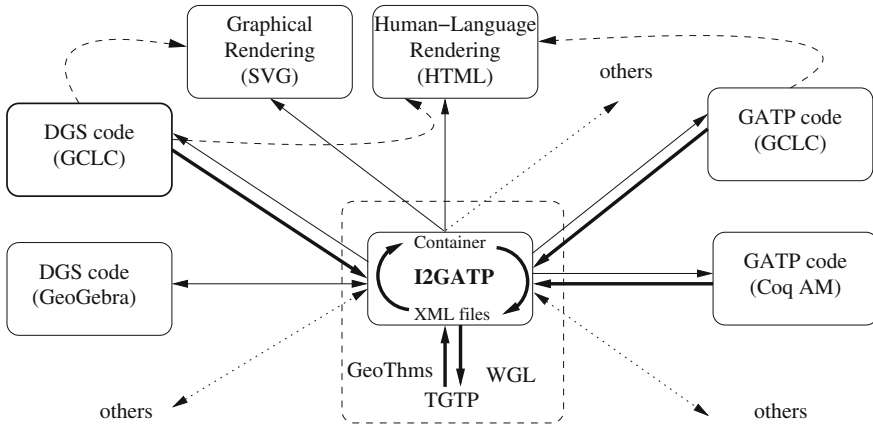 Graphical
Rendering
(SVG)
Human−Language
Rendering
(HTML)
others
DGS code
(GCLC)
GATP code
(GCLC)
Container
I2GATP
XML files
DGS code
(GeoGebra)
GATP code
(Coq AM)
GeoThms
WGL
TGTP
others
others